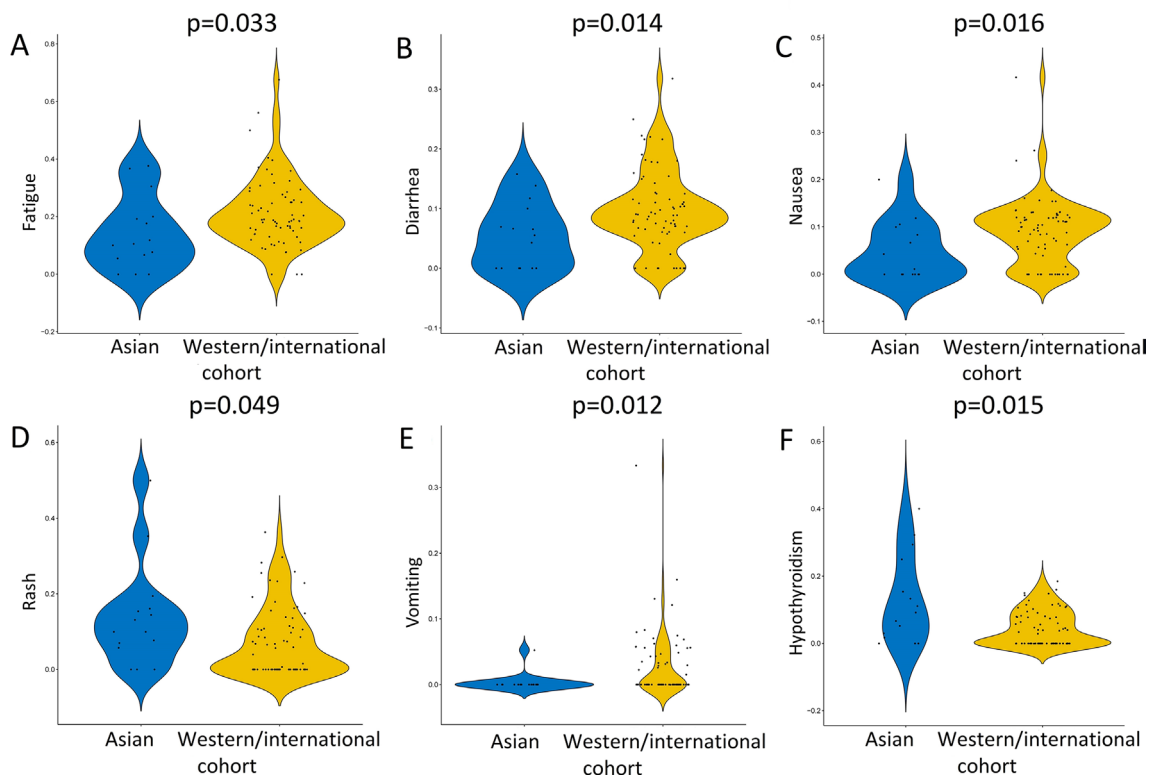 p=0.033
A
Fatigue
0.8
0.6
0.4
0.2
0.0
−0.2
Asian
Western/international
cohort
p=0.014
B
Diarrhea
0.3
0.2
0.1
0.0
−0.1
Asian
Western/international
cohort
p=0.016
C
Nausea
0.5
0.4
0.3
0.2
0.1
0.0
−0.1
Asian
Western/international
cohort
p=0.049
D
Rash
0.6
0.4
0.2
0.0
Asian
Western/international
cohort
p=0.012
E
Vomiting
0.3
0.2
0.1
0.0
Asian
Western/international
cohort
p=0.015
F
Hypothyroidism
0.6
0.4
0.2
0.0
−0.2
Asian
Western/international
cohort